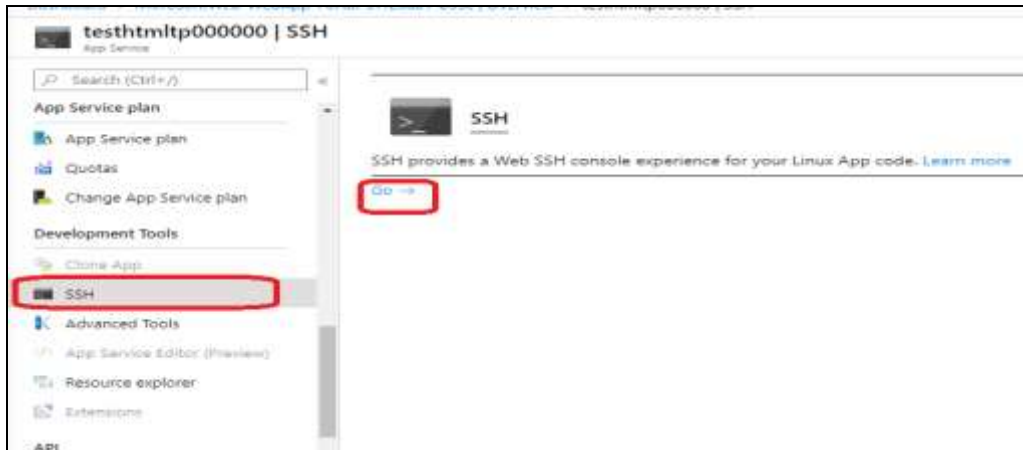 testhtmltp000000 | SSH
App Service
Search (Ctrl+/)
«
App Service plan
App Service plan
Quotas
Change App Service plan
Development Tools
Clone App
SSH
Advanced Tools
App Service Editor (Preview)
Resource explorer
Extensions
API
SSH
SSH provides a Web SSH console experience for your Linux App code. Learn more
Go →